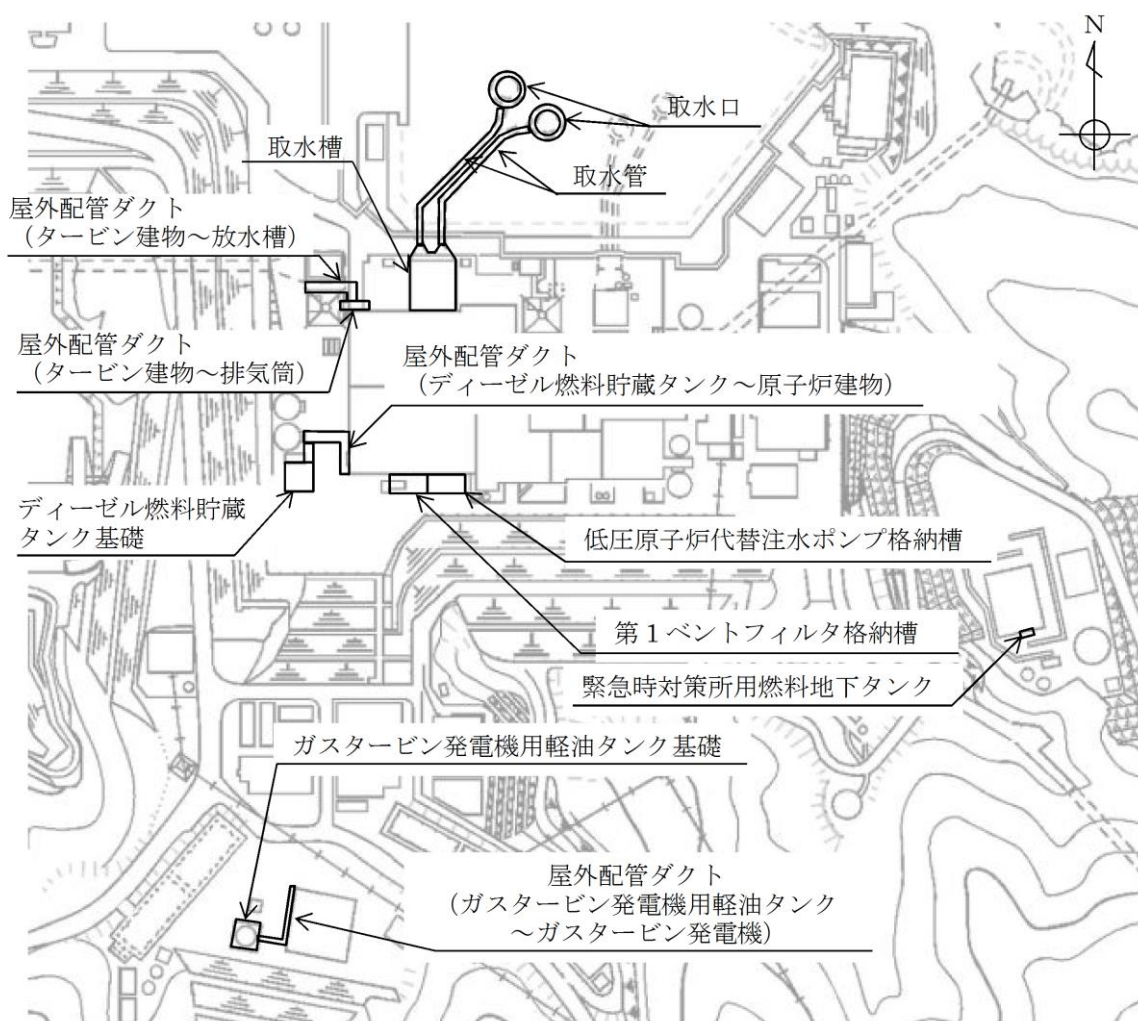 N
取水口
取水槽
取水管
屋外配管ダクト
(タービン建物~放水槽)
屋外配管ダクト
(タービン建物~排気筒)
屋外配管ダクト
(ディーゼル燃料貯蔵タンク~原子炉建物)
ディーゼル燃料貯蔵
タンク基礎
低圧原子炉代替注水ポンプ格納槽
第1ベントフィルタ格納槽
緊急時対策所用燃料地下タンク
ガスタービン発電機用軽油タンク基礎
屋外配管ダクト
(ガスタービン発電機用軽油タンク
~ガスタービン発電機)